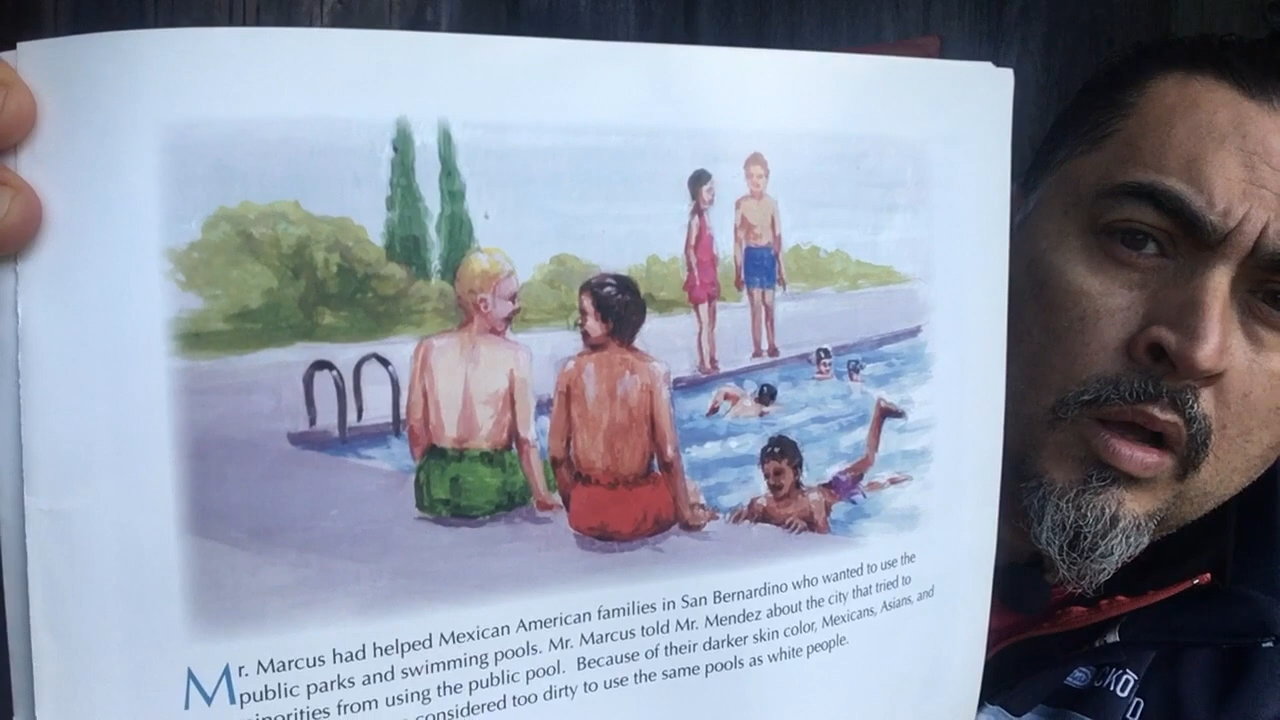 Mr. Marcus had helped Mexican American families in San Bernardino who wanted to use the
public parks and swimming pools. Mr. Marcus told Mr. Mendez about the city that tried to
minorities from using the public pool. Because of their darker skin color, Mexicans, Asians, and
considered too dirty to use the same pools as white people.